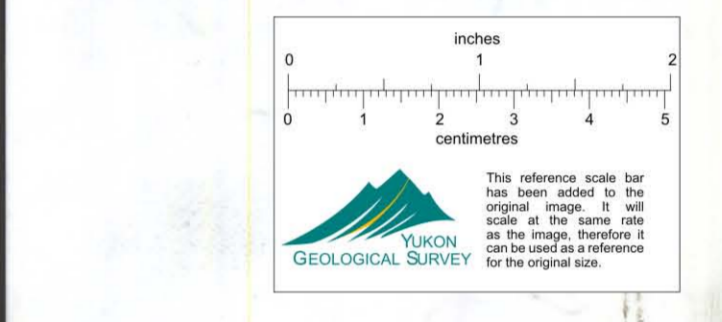 inches
0 1 2
0 1 2 3 4 5
centimetres
YUKON
GEOLOGICAL SURVEY
This reference scale bar
has been added to the
original image. It will
scale at the same rate
as the image, therefore it
can be used as a reference
for the original size.